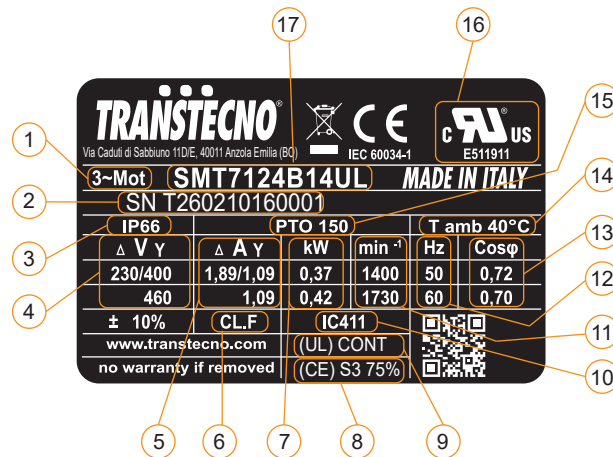 17 16
TRANSTECNO®
15
Via Caduti di Sabbiuno 11D/E, 40011 Anzola Emilia (BO) IEC 60034-1 c RU US E511911
1 3~Mot SMT7124B14UL MADE IN ITALY 14
2 SN T260210160001
3 IP66 PTO 150 T amb 40°C
Δ V Y Δ A Y kW min -1 Hz Cosφ 13
4 230/400 1,89/1,09 0,37 1400 50 0,72
460 1,09 0,42 1730 60 0,70 12
± 10% CL.F IC411 11
www.transtecno.com (UL) CONT 10
no warranty if removed (CE) S3 75%
5 6 7 8 9